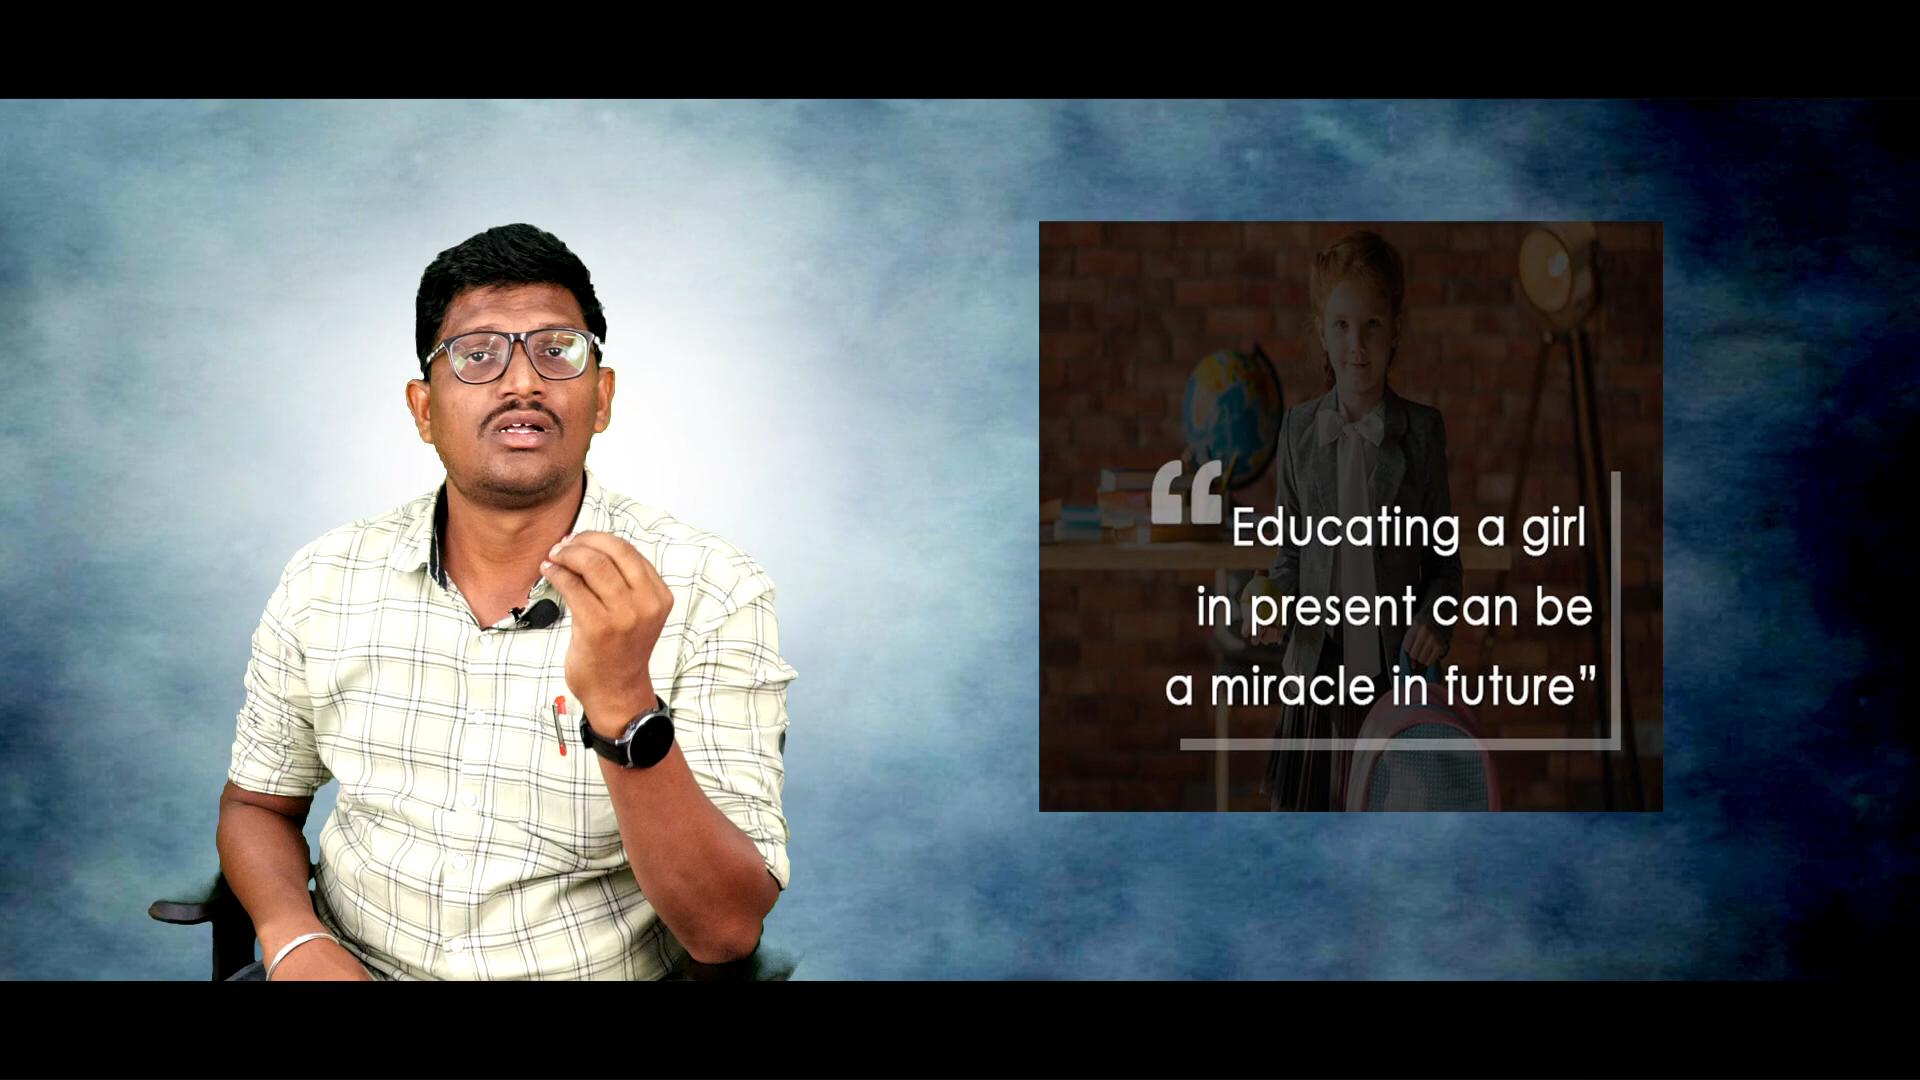 “Educating a girl
in present can be
a miracle in future”